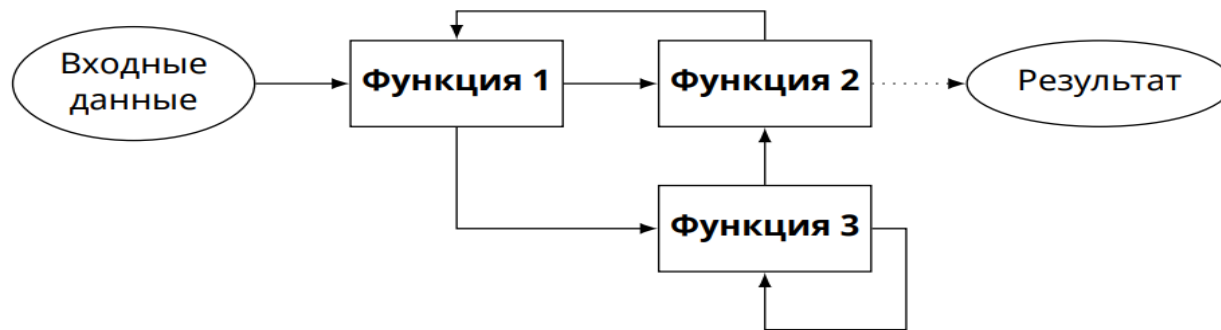 Входные
данные
Функция 1
Функция 2
Результат
Функция 3